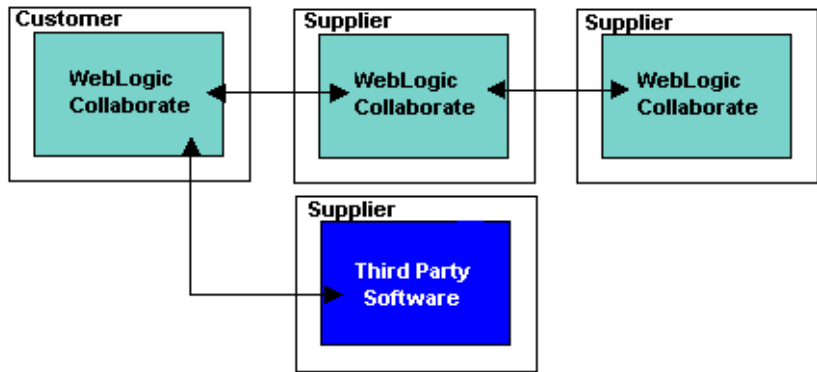 Customer
WebLogic
Collaborate
Supplier
WebLogic
Collaborate
Supplier
WebLogic
Collaborate
Supplier
Third Party
Software